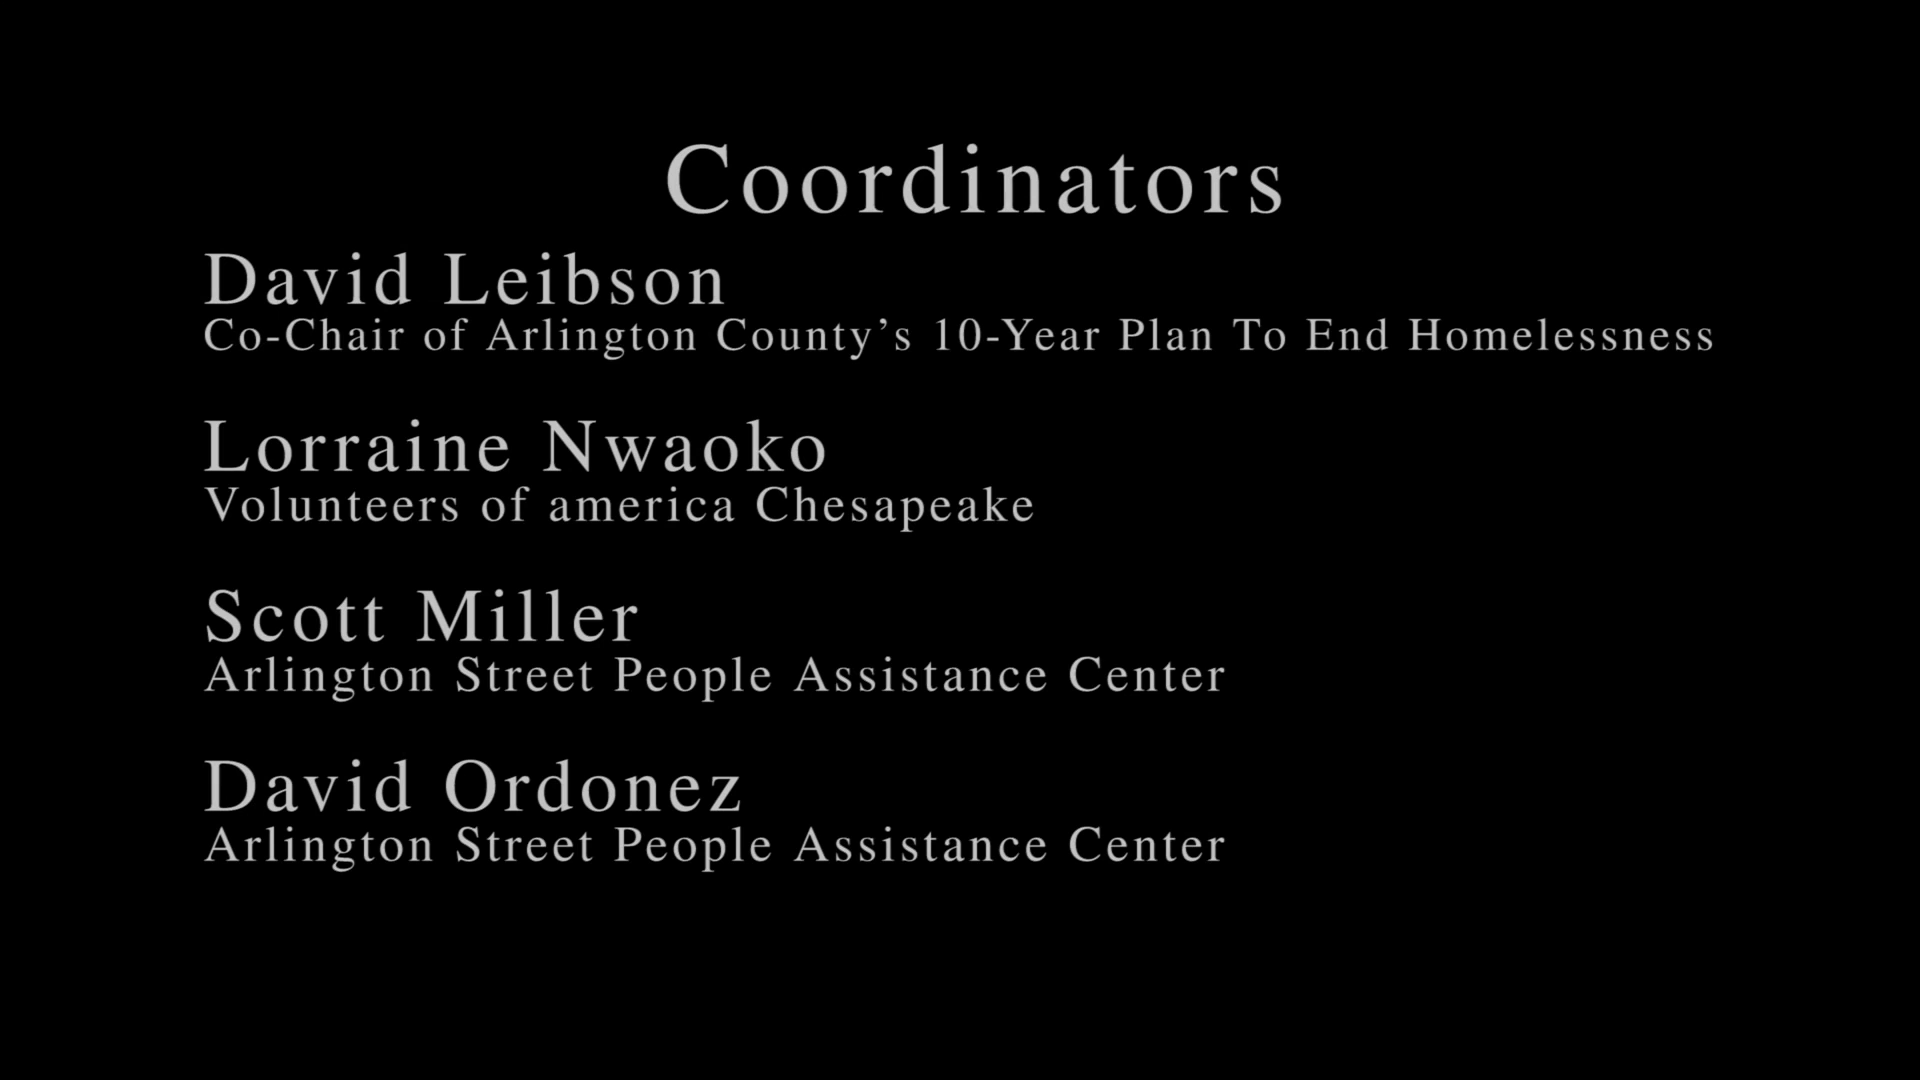 Coordinators
David Leibson
Co-Chair of Arlington County’s 10-Year Plan To End Homelessness
Lorraine Nwaoko
Volunteers of america Chesapeake
Scott Miller
Arlington Street People Assistance Center
David Ordonez
Arlington Street People Assistance Center